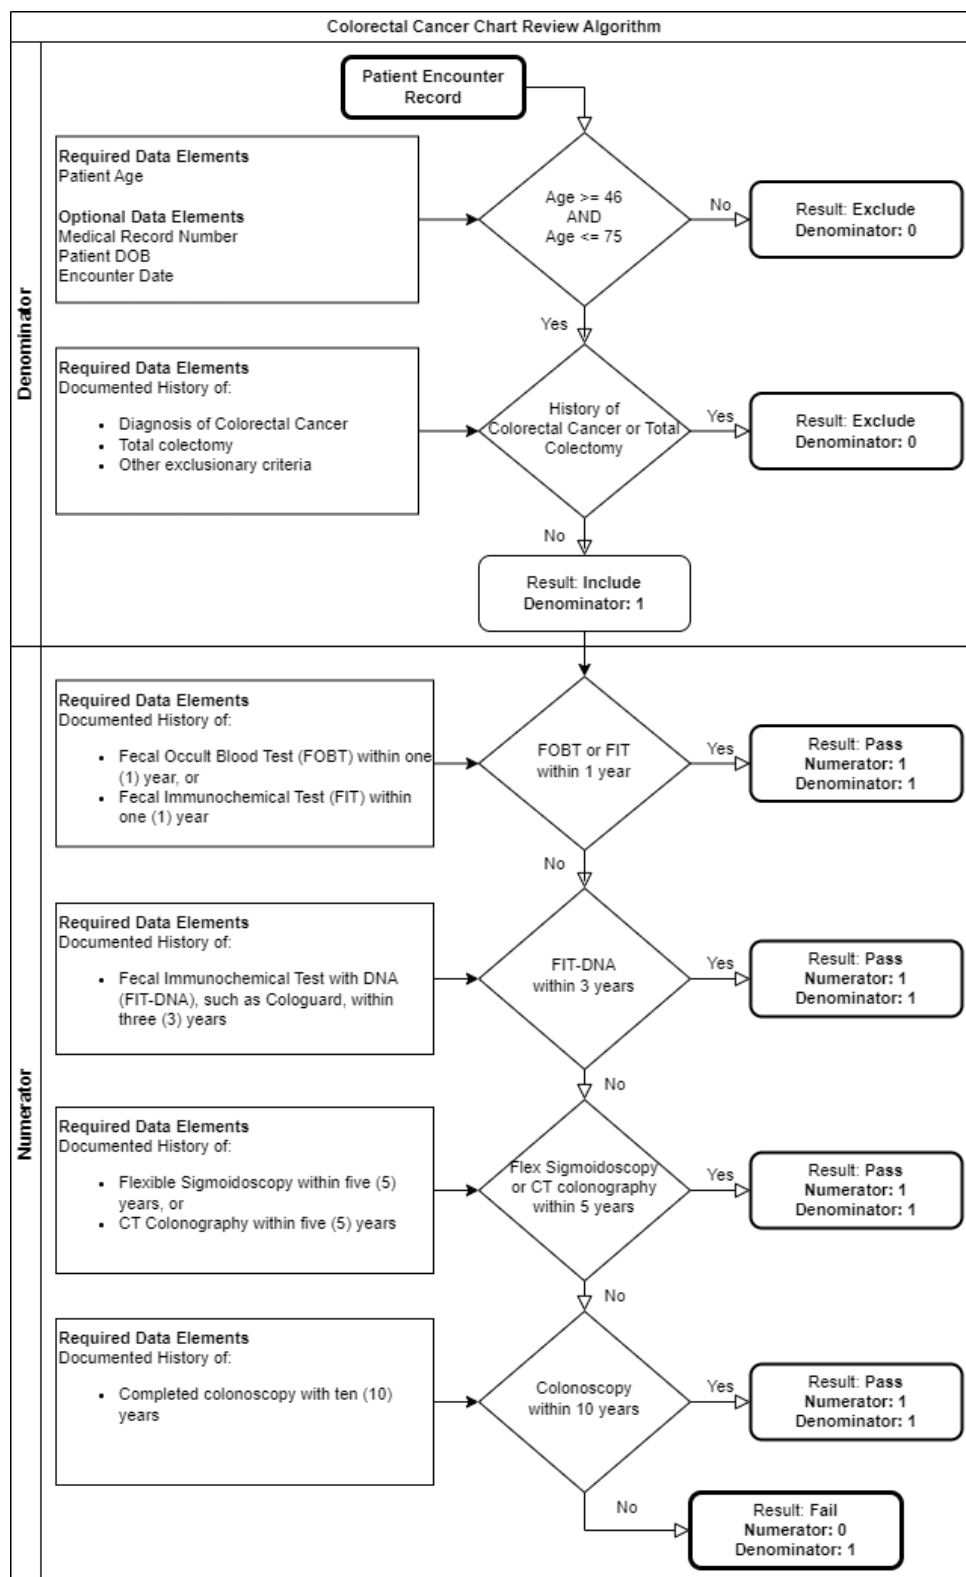 Colorectal Cancer Chart Review Algorithm
Denominator
Patient Encounter
Record
Required Data Elements
Patient Age
Optional Data Elements
Medical Record Number
Patient DOB
Encounter Date
Age >= 46
AND
Age <= 75
No
Result: Exclude
Denominator: 0
Yes
Required Data Elements
Documented History of:
• Diagnosis of Colorectal Cancer
• Total colectomy
• Other exclusionary criteria
History of
Colorectal Cancer or Total
Colectomy
Yes
Result: Exclude
Denominator: 0
No
Result: Include
Denominator: 1
Numerator
Required Data Elements
Documented History of:
• Fecal Occult Blood Test (FOBT) within one
(1) year, or
• Fecal Immunochemical Test (FIT) within
one (1) year
FOBT or FIT
within 1 year
Yes
Result: Pass
Numerator: 1
Denominator: 1
No
Required Data Elements
Documented History of:
• Fecal Immunochemical Test with DNA
(FIT-DNA), such as Cologuard, within
three (3) years
FIT-DNA
within 3 years
Yes
Result: Pass
Numerator: 1
Denominator: 1
No
Required Data Elements
Documented History of:
• Flexible Sigmoidoscopy within five (5)
years, or
• CT Colonography within five (5) years
Flex Sigmoidoscopy
or CT colonography
within 5 years
Yes
Result: Pass
Numerator: 1
Denominator: 1
No
Required Data Elements
Documented History of:
• Completed colonoscopy with ten (10)
years
Colonoscopy
within 10 years
Yes
Result: Pass
Numerator: 1
Denominator: 1
No
Result: Fail
Numerator: 0
Denominator: 1